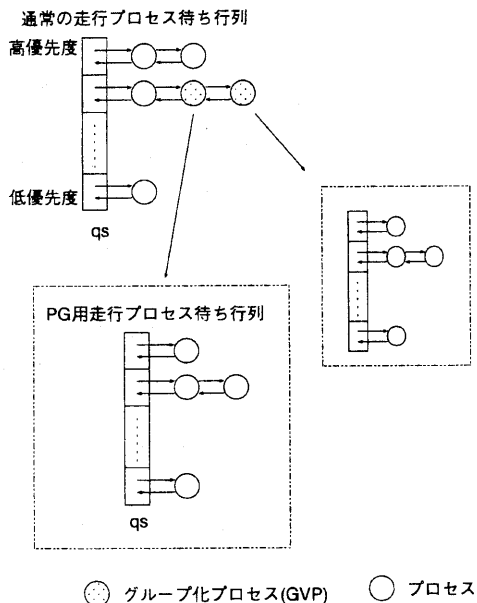 通常の走行プロセス待ち行列
高優先度
低優先度
qs
PG用走行プロセス待ち行列
qs
グループ化プロセス(GVP)
プロセス